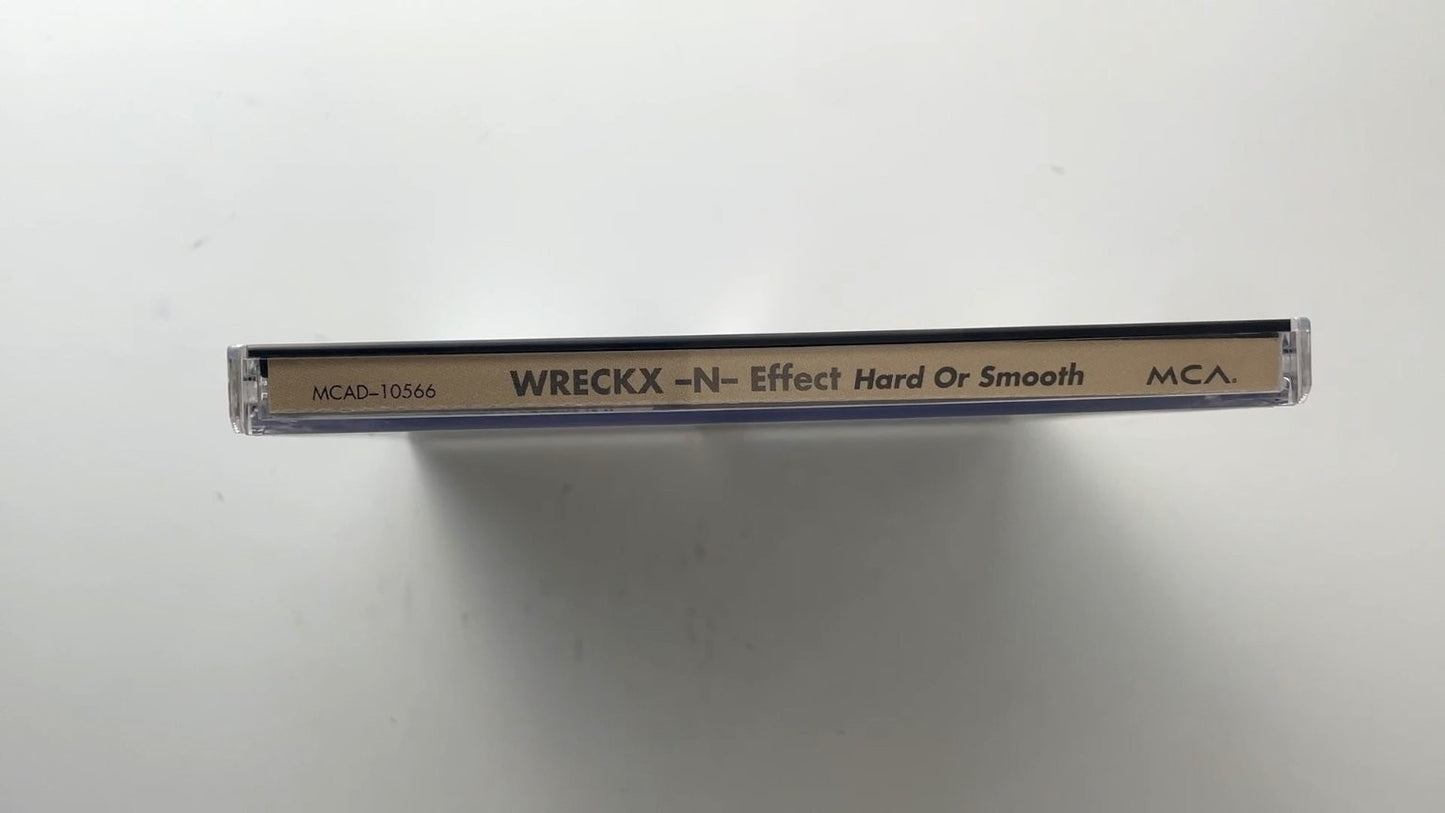 MCAD–10566 WRECKX –N– Effect Hard Or Smooth MCA.